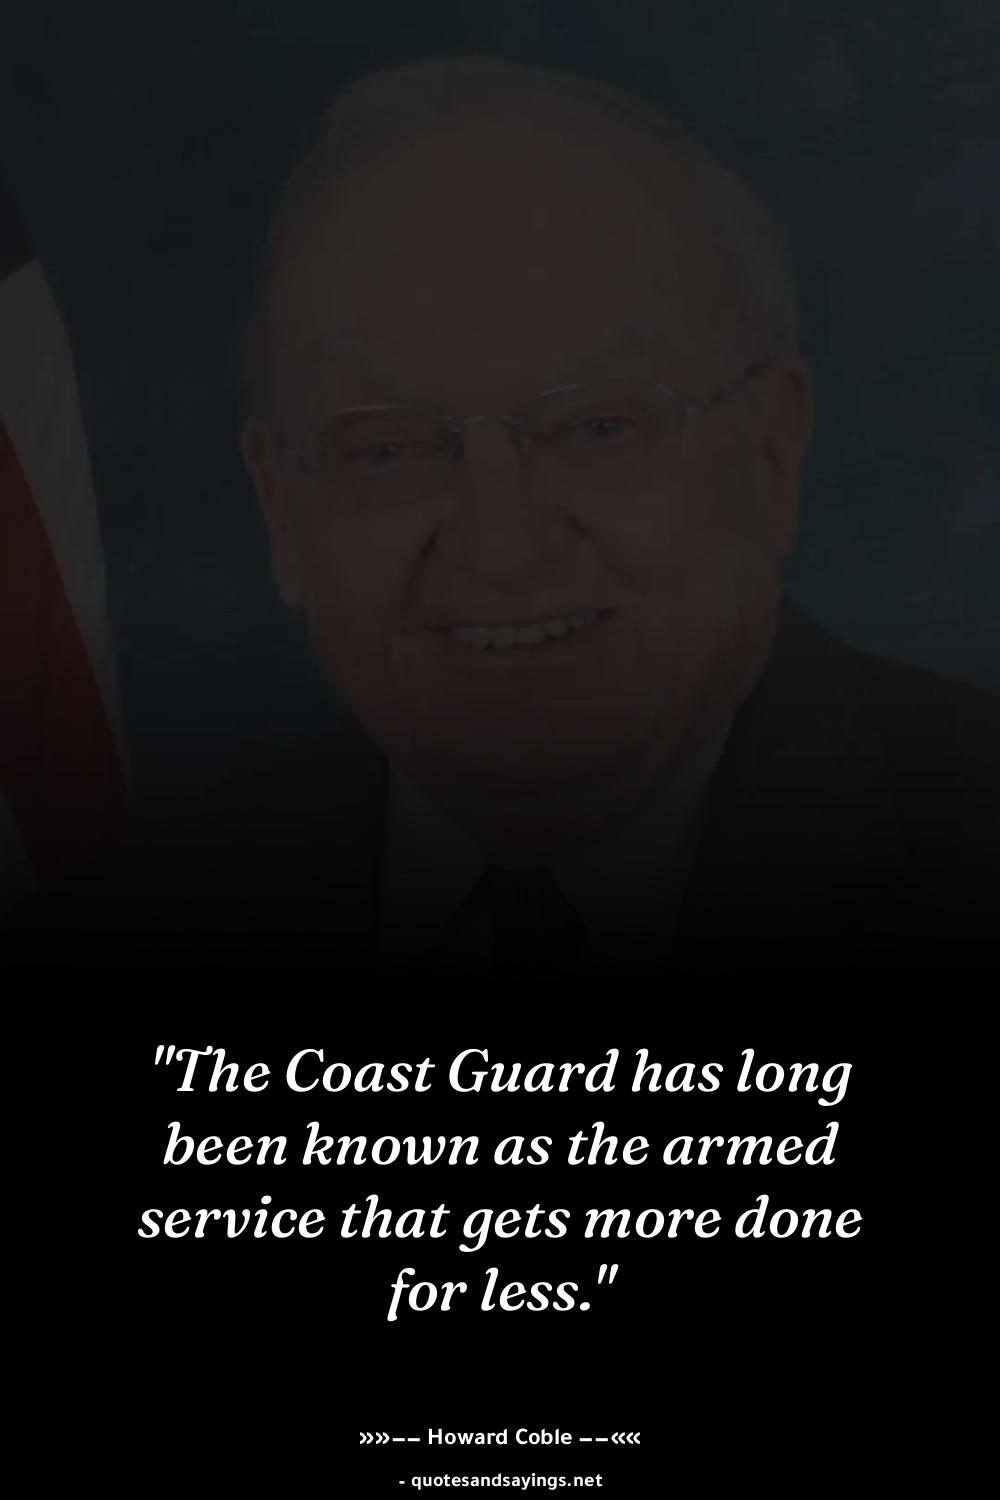 "The Coast Guard has long
been known as the armed
service that gets more done
for less."
»»−− Howard Coble −−««
- quotesandsayings.net